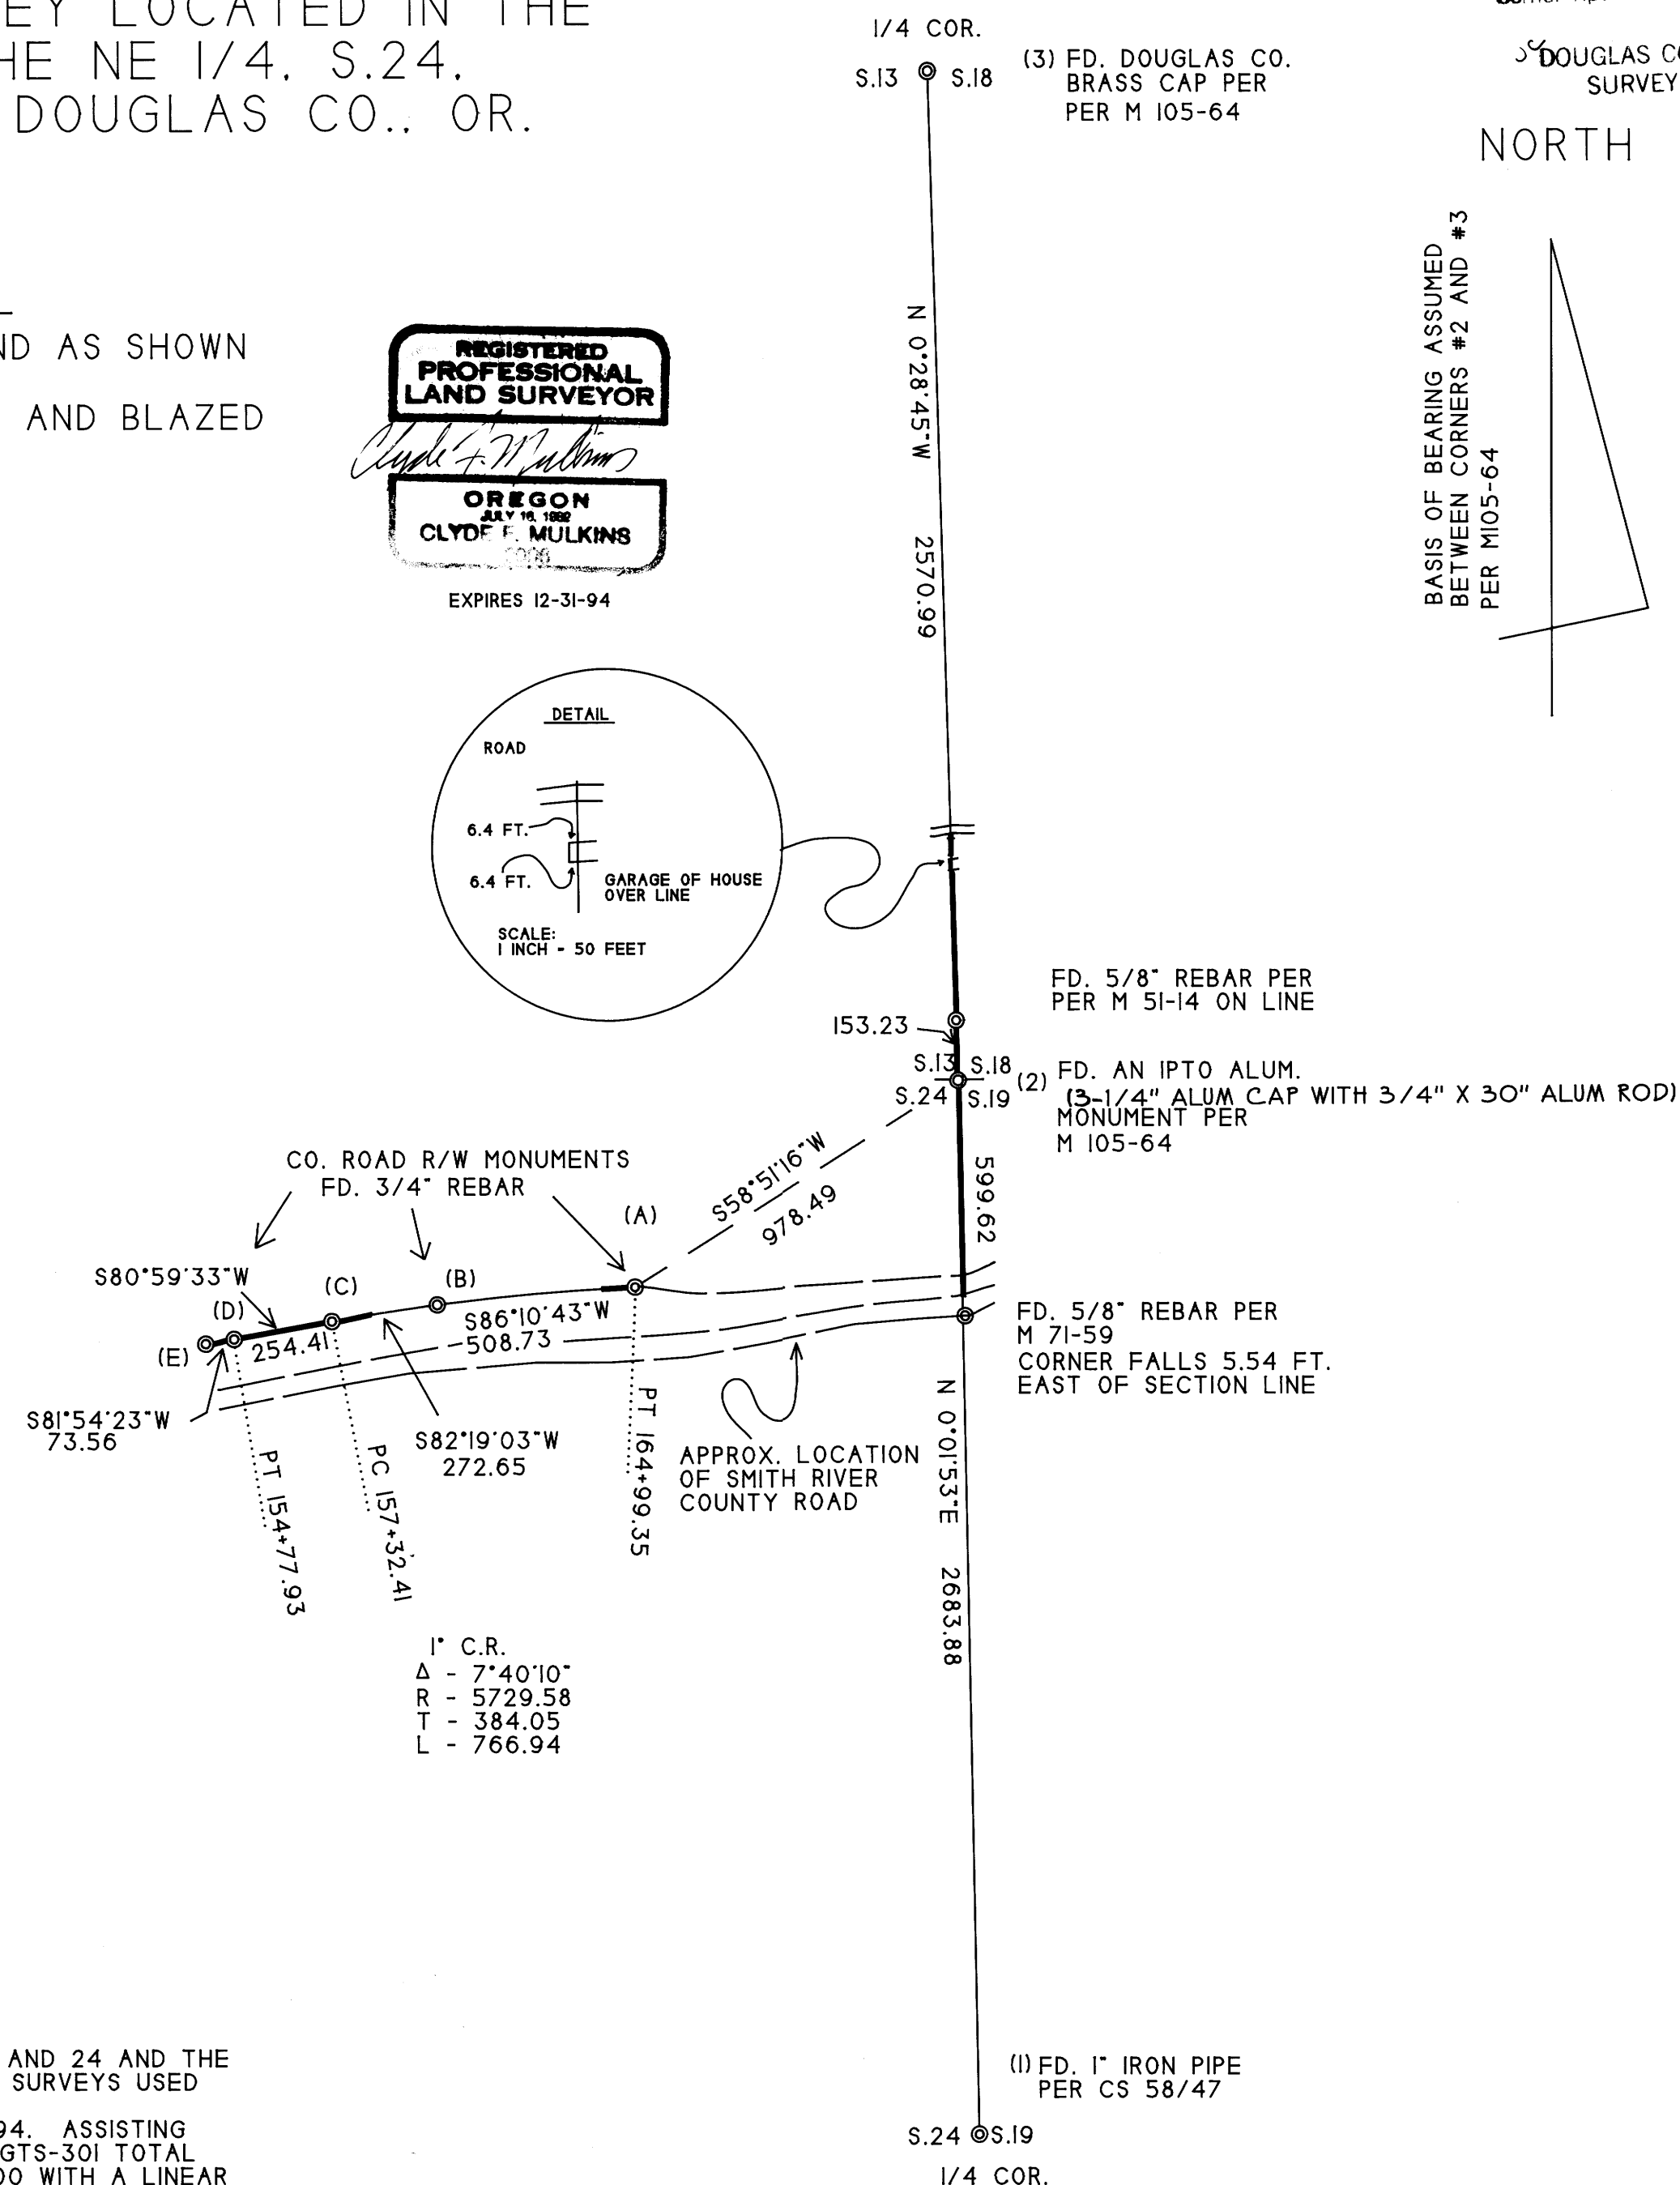 EY LOCATED IN THE
HE NE 1/4, S.24,
DOUGLAS CO., OR.
ND AS SHOWN
AND BLAZED
REGISTERED
PROFESSIONAL
LAND SURVEYOR
Clyde F. Mulkins
OREGON
JULY 16, 1982
CLYDE F. MULKINS
EXPIRES 12-31-94
1/4 COR.
S.13 S.18
(3) FD. DOUGLAS CO.
BRASS CAP PER
PER M 105-64
DOUGLAS CO
SURVEY
NORTH
BASIS OF BEARING ASSUMED
BETWEEN CORNERS #2 AND #3
PER M105-64
N 0°28'45"W 2570.99
DETAIL
ROAD
6.4 FT.
6.4 FT.
GARAGE OF HOUSE
OVER LINE
SCALE:
1 INCH - 50 FEET
FD. 5/8" REBAR PER
PER M 51-14 ON LINE
153.23
S.13 S.18
S.24 S.19
(2) FD. AN IPTO ALUM.
(3-1/4" ALUM CAP WITH 3/4" X 30" ALUM ROD)
MONUMENT PER
M 105-64
S58°51'16"W
978.49
599.62
CO. ROAD R/W MONUMENTS
FD. 3/4" REBAR
(A)
(B)
(C)
(D)
(E)
S80°59'33"W
254.41
S86°10'43"W
508.73
S81°54'23"W
73.56
S82°19'03"W
272.65
PT 154+77.93
PC 157+32.41
PT 164+99.35
APPROX. LOCATION
OF SMITH RIVER
COUNTY ROAD
FD. 5/8" REBAR PER
M 71-59
CORNER FALLS 5.54 FT.
EAST OF SECTION LINE
N 0°01'53"E 2683.88
1° C.R.
Δ - 7°40'10"
R - 5729.58
T - 384.05
L - 766.94
(1) FD. 1" IRON PIPE
PER CS 58/47
S.24 S.19
1/4 COR.
AND 24 AND THE
SURVEYS USED
94. ASSISTING
GTS-301 TOTAL
00 WITH A LINEAR